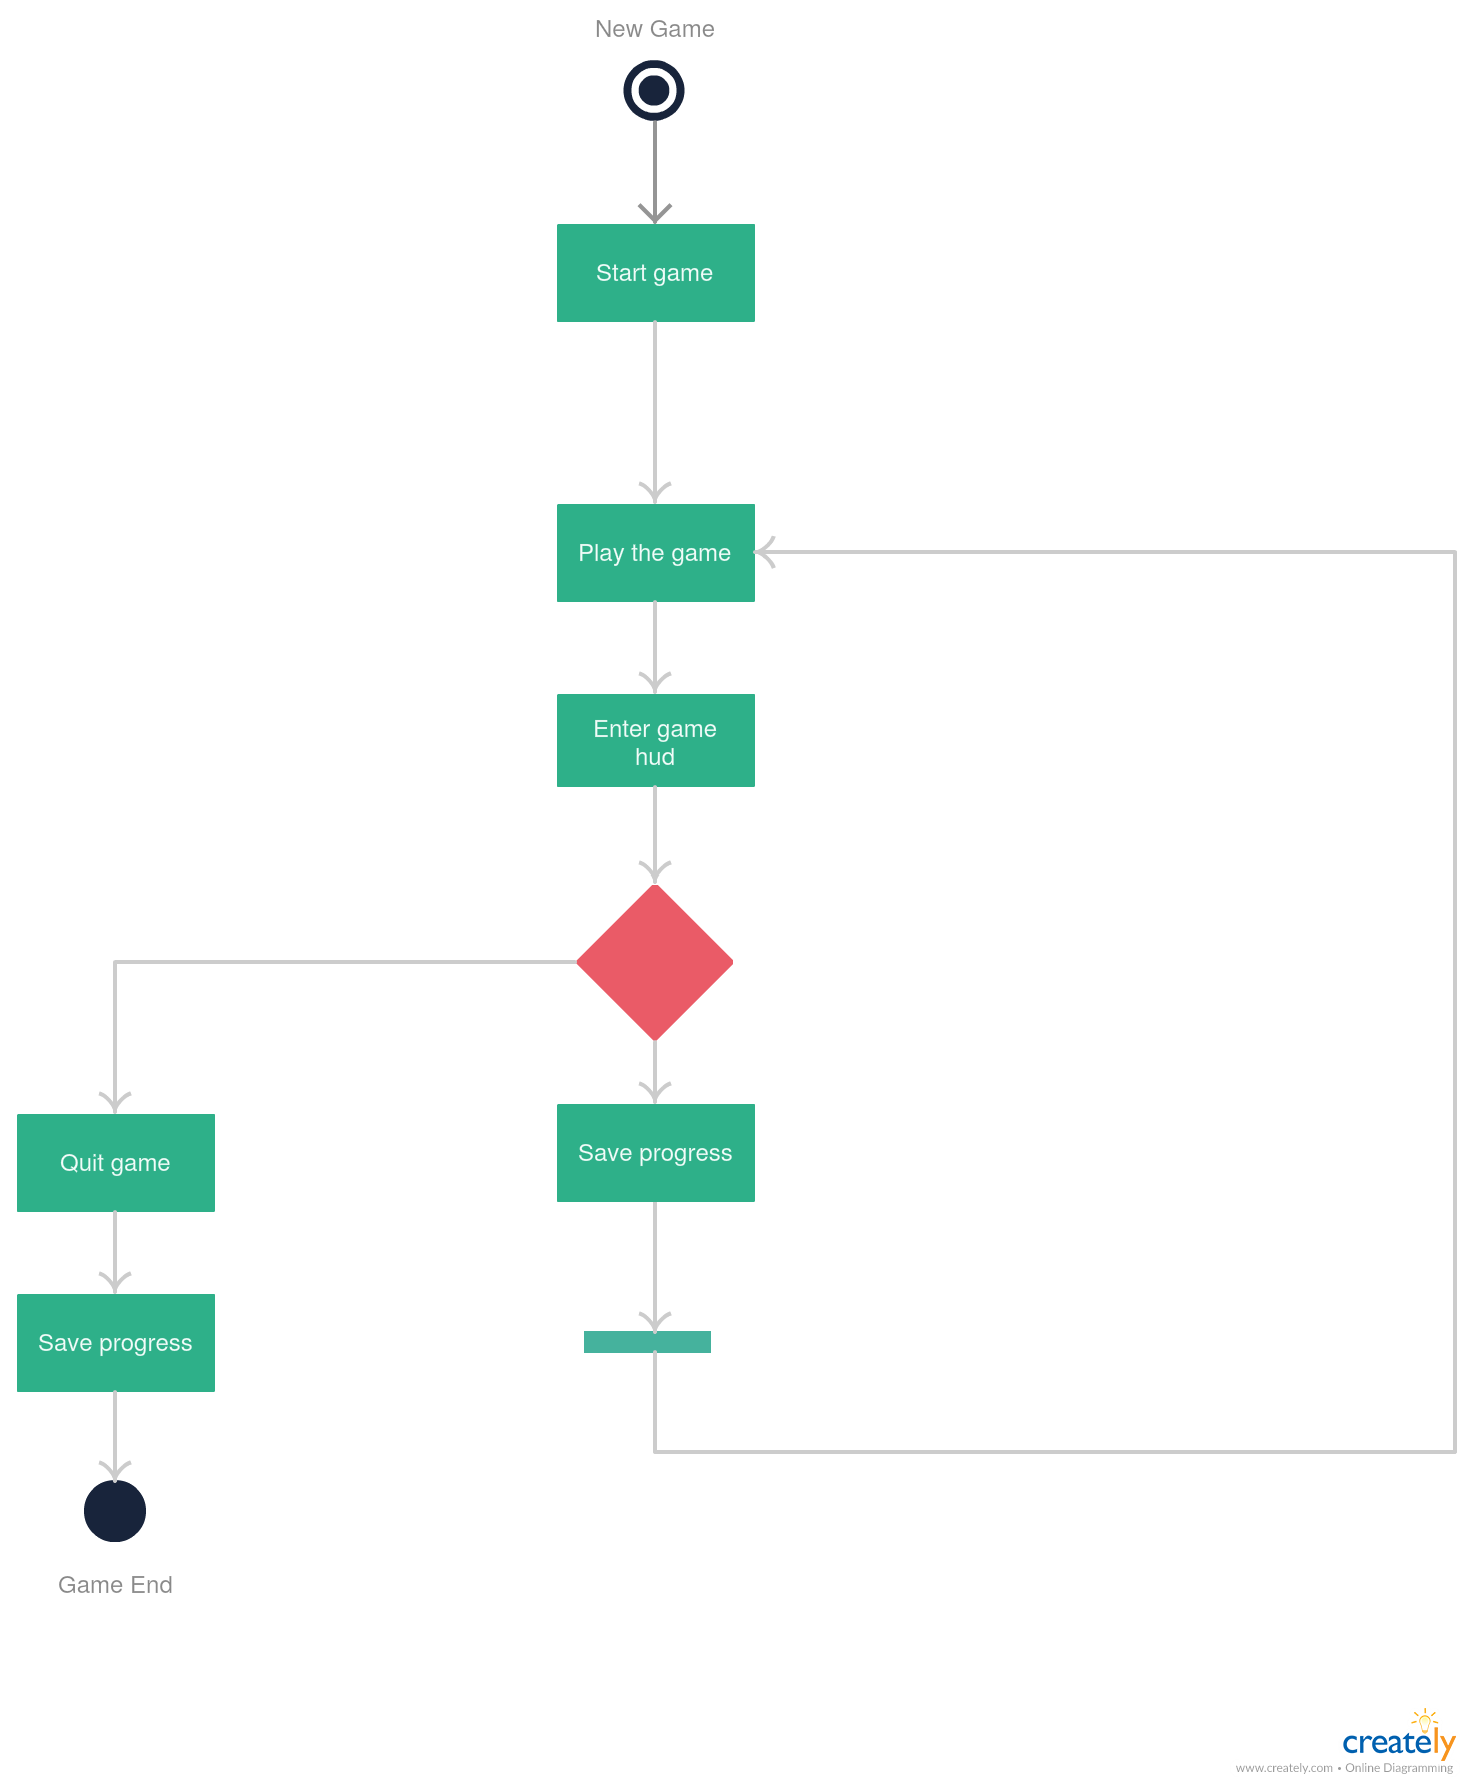 New Game
Start game
Play the game
Enter game
hud
Quit game
Save progress
Save progress
Game End
creately
www.creately.com • Online Diagramming